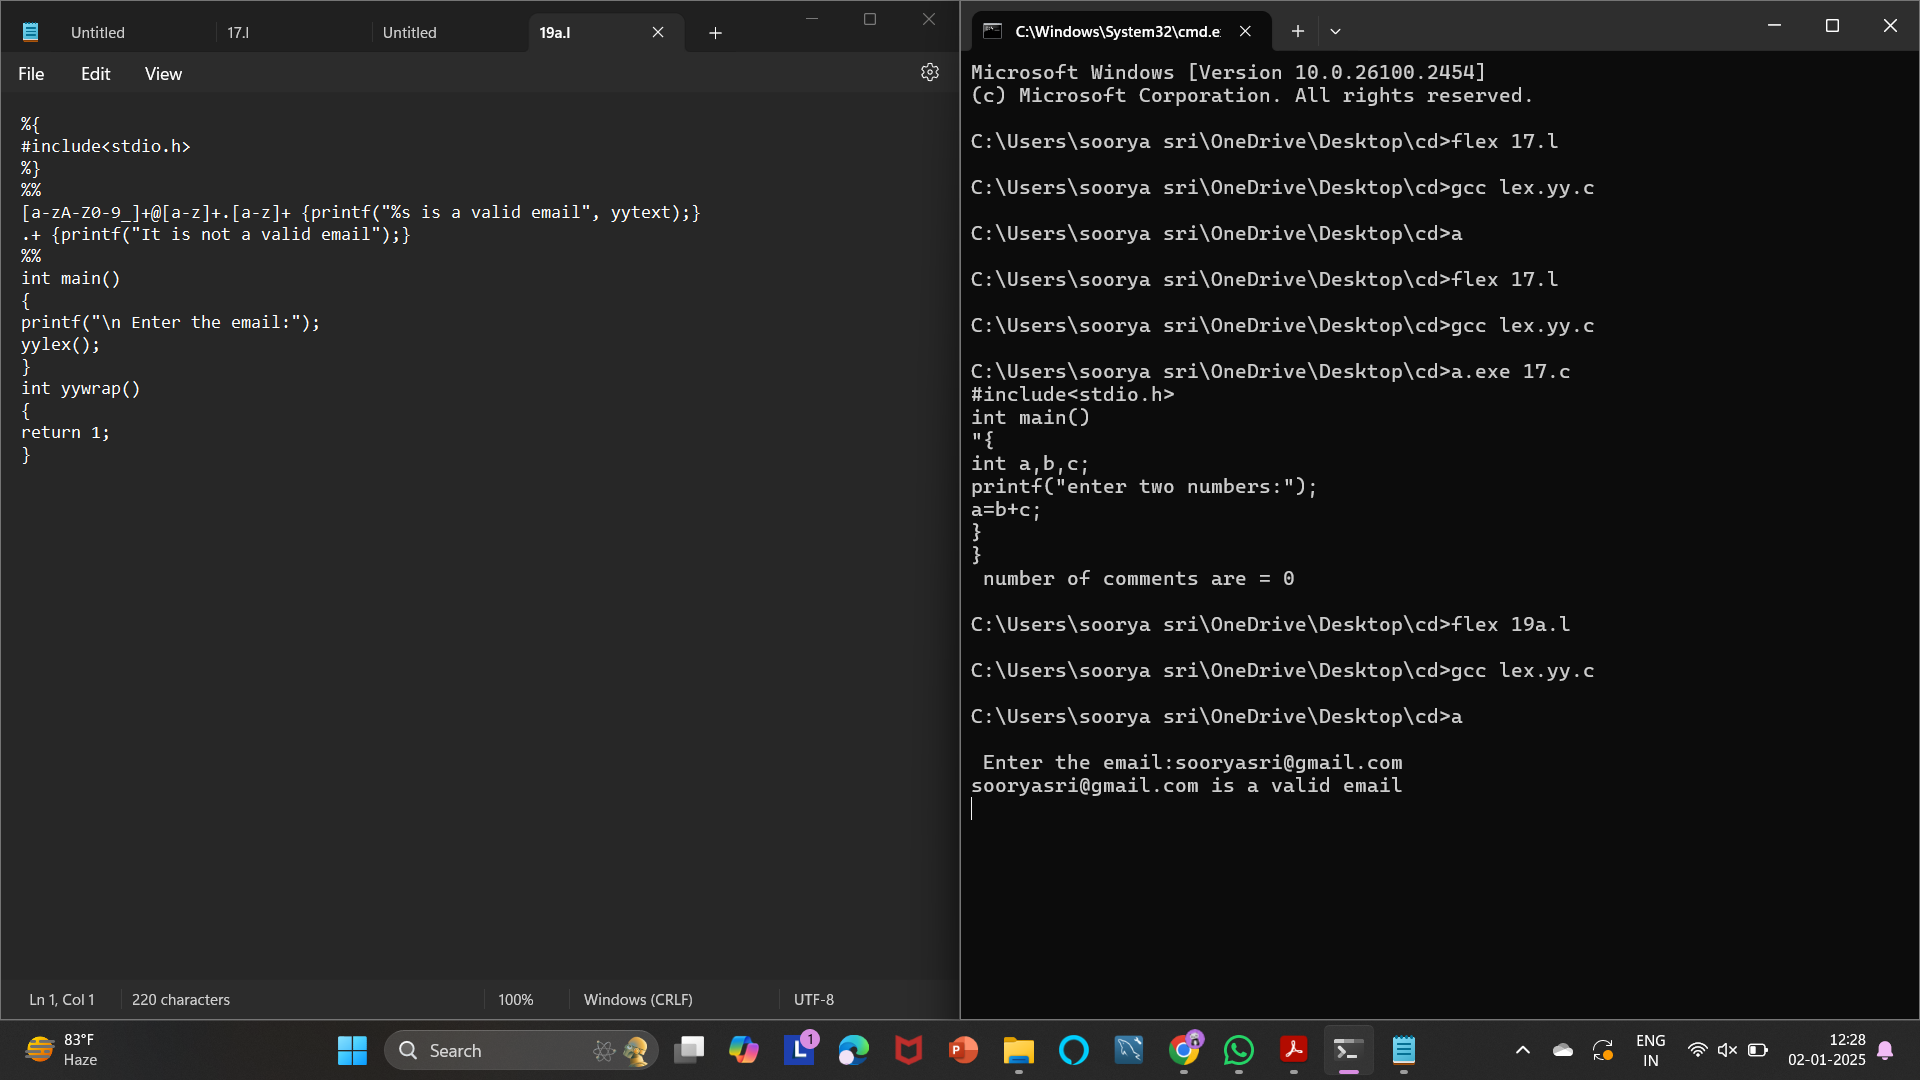 Untitled
17.l
Untitled
19a.l
File
Edit
View
%{
#include<stdio.h>
%}
%%
[a-zA-Z0-9_]+@[a-z]+.[a-z]+ {printf("%s is a valid email", yytext);}
.+ {printf("It is not a valid email");}
%%
int main()
{
printf("\n Enter the email:");
yylex();
}
int yywrap()
{
return 1;
}
Ln 1, Col 1
220 characters
100%
Windows (CRLF)
UTF-8
C:\Windows\System32\cmd.e
Microsoft Windows [Version 10.0.26100.2454]
(c) Microsoft Corporation. All rights reserved.
C:\Users\soorya sri\OneDrive\Desktop\cd>flex 17.l
C:\Users\soorya sri\OneDrive\Desktop\cd>gcc lex.yy.c
C:\Users\soorya sri\OneDrive\Desktop\cd>a
C:\Users\soorya sri\OneDrive\Desktop\cd>flex 17.l
C:\Users\soorya sri\OneDrive\Desktop\cd>gcc lex.yy.c
C:\Users\soorya sri\OneDrive\Desktop\cd>a.exe 17.c
#include<stdio.h>
int main()
"{
int a,b,c;
printf("enter two numbers:");
a=b+c;
}
}
number of comments are = 0
C:\Users\soorya sri\OneDrive\Desktop\cd>flex 19a.l
C:\Users\soorya sri\OneDrive\Desktop\cd>gcc lex.yy.c
C:\Users\soorya sri\OneDrive\Desktop\cd>a
Enter the email:sooryasri@gmail.com
sooryasri@gmail.com is a valid email
83°F
Haze
Search
L
1
P
ENG
IN
12:28
02-01-2025